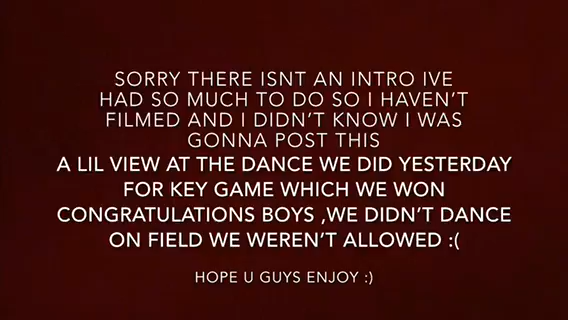 SORRY THERE ISNT AN INTRO IVE
HAD SO MUCH TO DO SO I HAVEN'T
FILMED AND I DIDN'T KNOW I WAS
GONNA POST THIS
A LIL VIEW AT THE DANCE WE DID YESTERDAY
FOR KEY GAME WHICH WE WON
CONGRATULATIONS BOYS ,WE DIDN'T DANCE
ON FIELD WE WEREN'T ALLOWED :(
HOPE U GUYS ENJOY :)